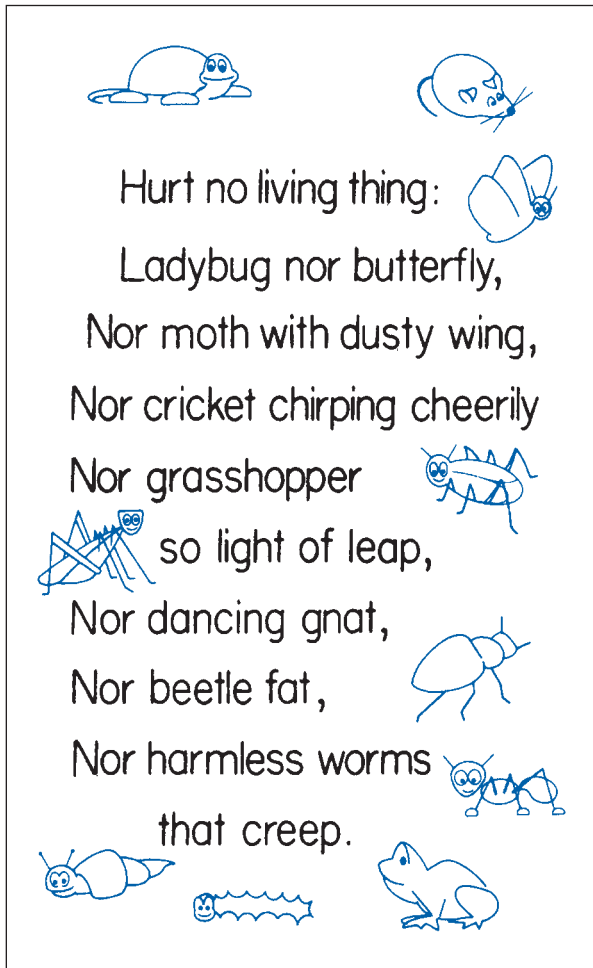 Hurt no living thing:
Ladybug nor butterfly,
Nor moth with dusty wing,
Nor cricket chirping cheerily
Nor grasshopper
so light of leap,
Nor dancing gnat,
Nor beetle fat,
Nor harmless worms
that creep.